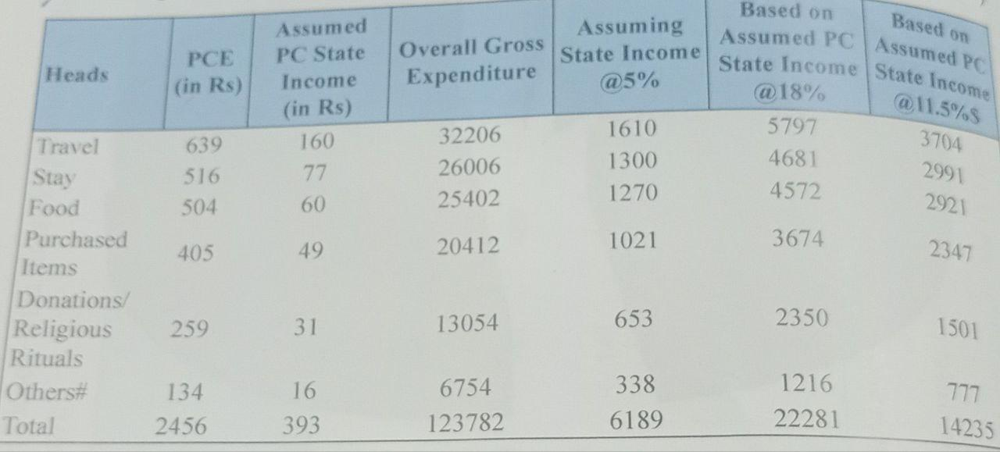 Heads PCE (in Rs) Assumed PC State Income (in Rs) Overall Gross Expenditure Assuming State Income @5% Based on Assumed PC State Income @18% Based on Assumed PC State Income @11.5%$
Travel 639 160 32206 1610 5797 3704
Stay 516 77 26006 1300 4681 2991
Food 504 60 25402 1270 4572 2921
Purchased Items 405 49 20412 1021 3674 2347
Donations/ Religious Rituals 259 31 13054 653 2350 1501
Others# 134 16 6754 338 1216 777
Total 2456 393 123782 6189 22281 14235